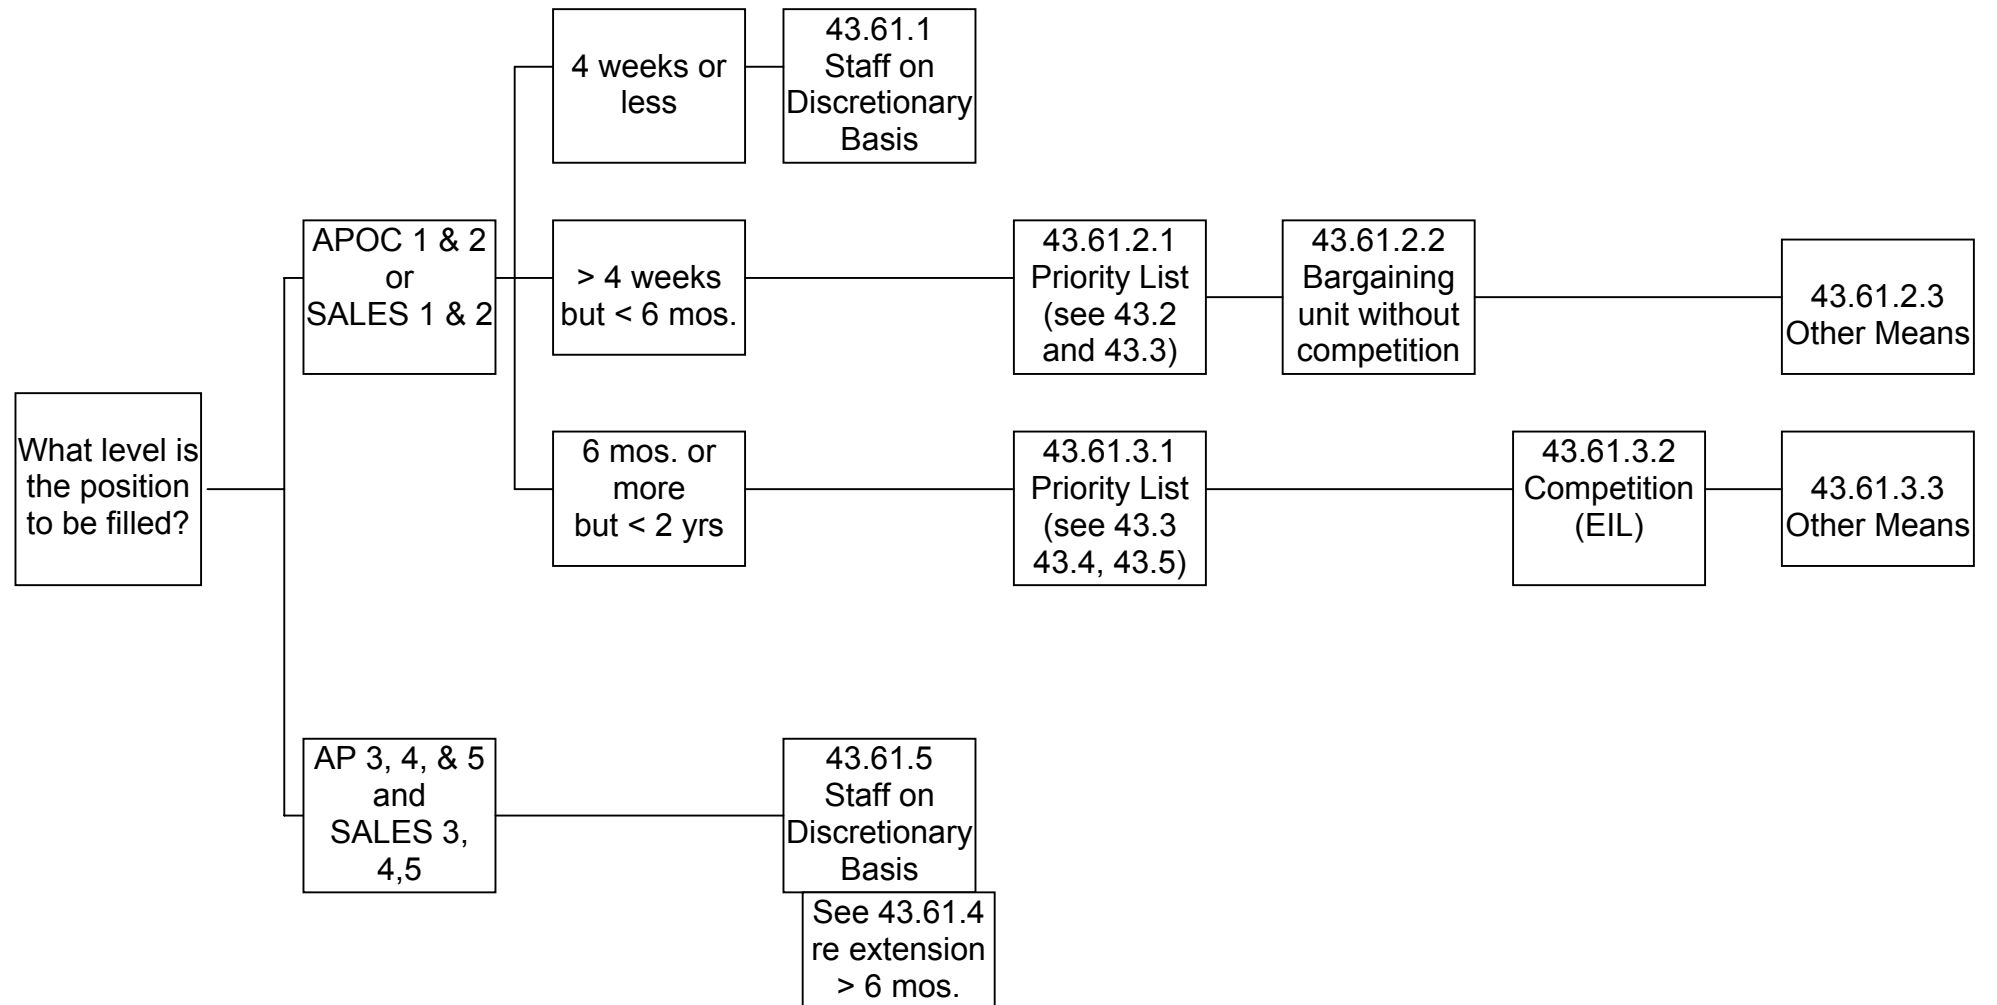 What level is
the position
to be filled?
APOC 1 & 2
or
SALES 1 & 2
4 weeks or
less
43.61.1
Staff on
Discretionary
Basis
> 4 weeks
but < 6 mos.
43.61.2.1
Priority List
(see 43.2
and 43.3)
43.61.2.2
Bargaining
unit without
competition
43.61.2.3
Other Means
6 mos. or
more
but < 2 yrs
43.61.3.1
Priority List
(see 43.3
43.4, 43.5)
43.61.3.2
Competition
(EIL)
43.61.3.3
Other Means
AP 3, 4, & 5
and
SALES 3,
4,5
43.61.5
Staff on
Discretionary
Basis
See 43.61.4
re extension
> 6 mos.